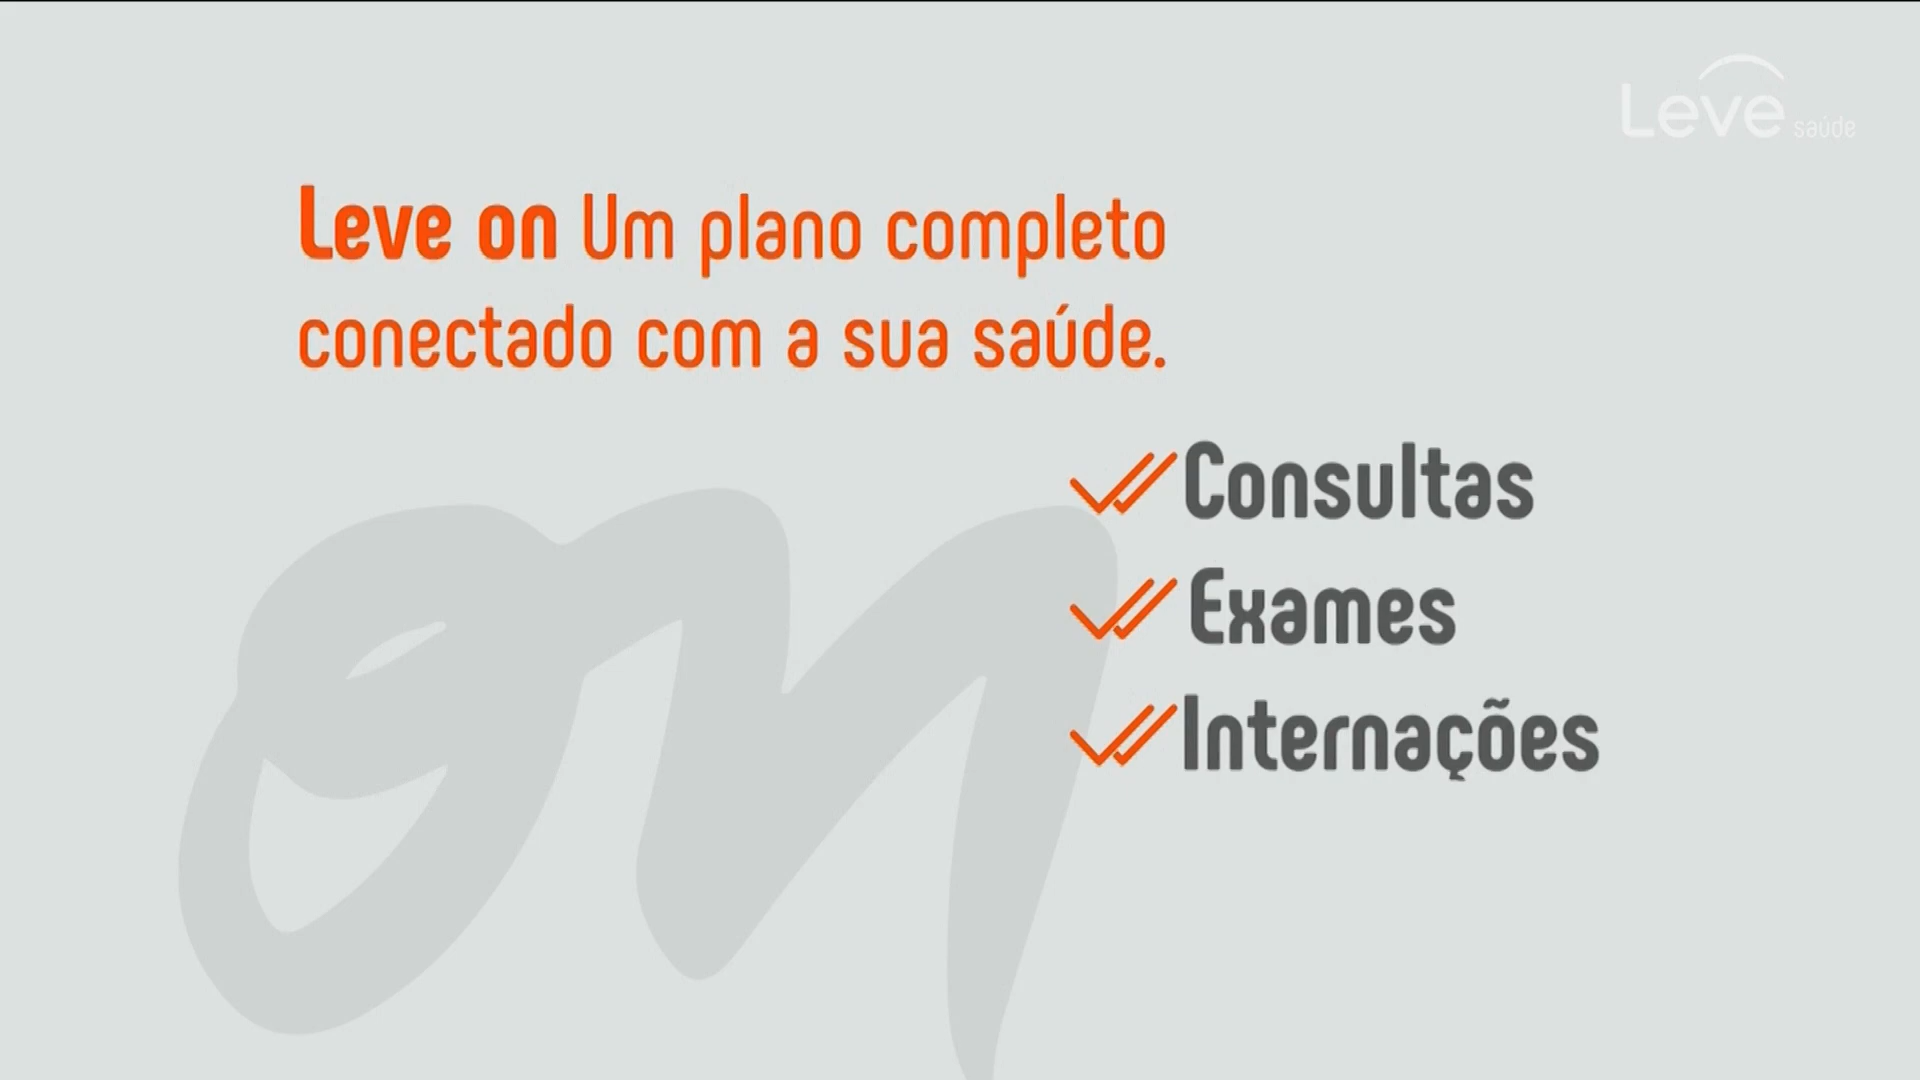 Leve saúde
Leve on Um plano completo
conectado com a sua saúde.
Consultas
Exames
Internações
on